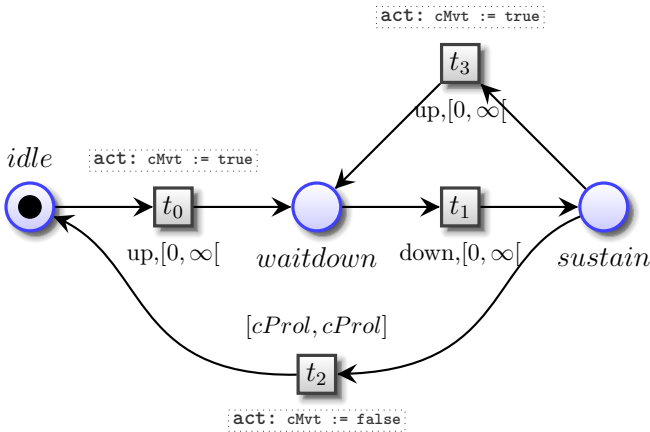 act: cMvt := true
t3
up,[0, ∞[
idle
act: cMvt := true
t0
t1
up,[0, ∞[
waitdown
down,[0, ∞[
sustain
[cProl, cProl]
t2
act: cMvt := false